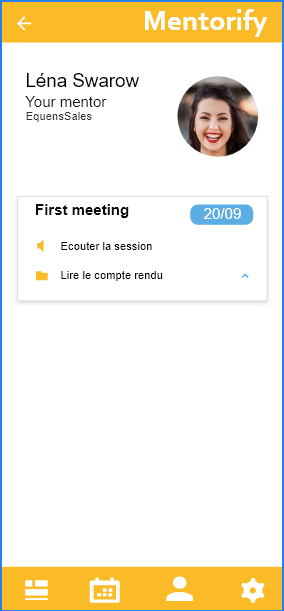 Mentorify
Léna Swarow
Your mentor
EquensSales
First meeting
20/09
Ecouter la session
Lire le compte rendu